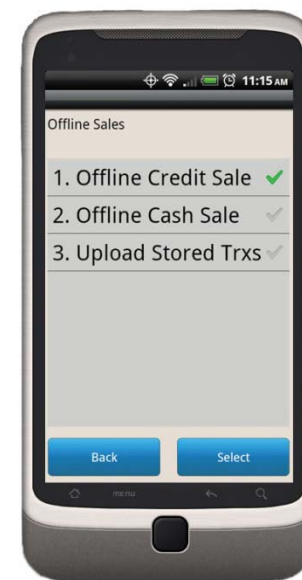 11:15 AM
Offline Sales
1. Offline Credit Sale
2. Offline Cash Sale
3. Upload Stored Trxs
Back Select
menu